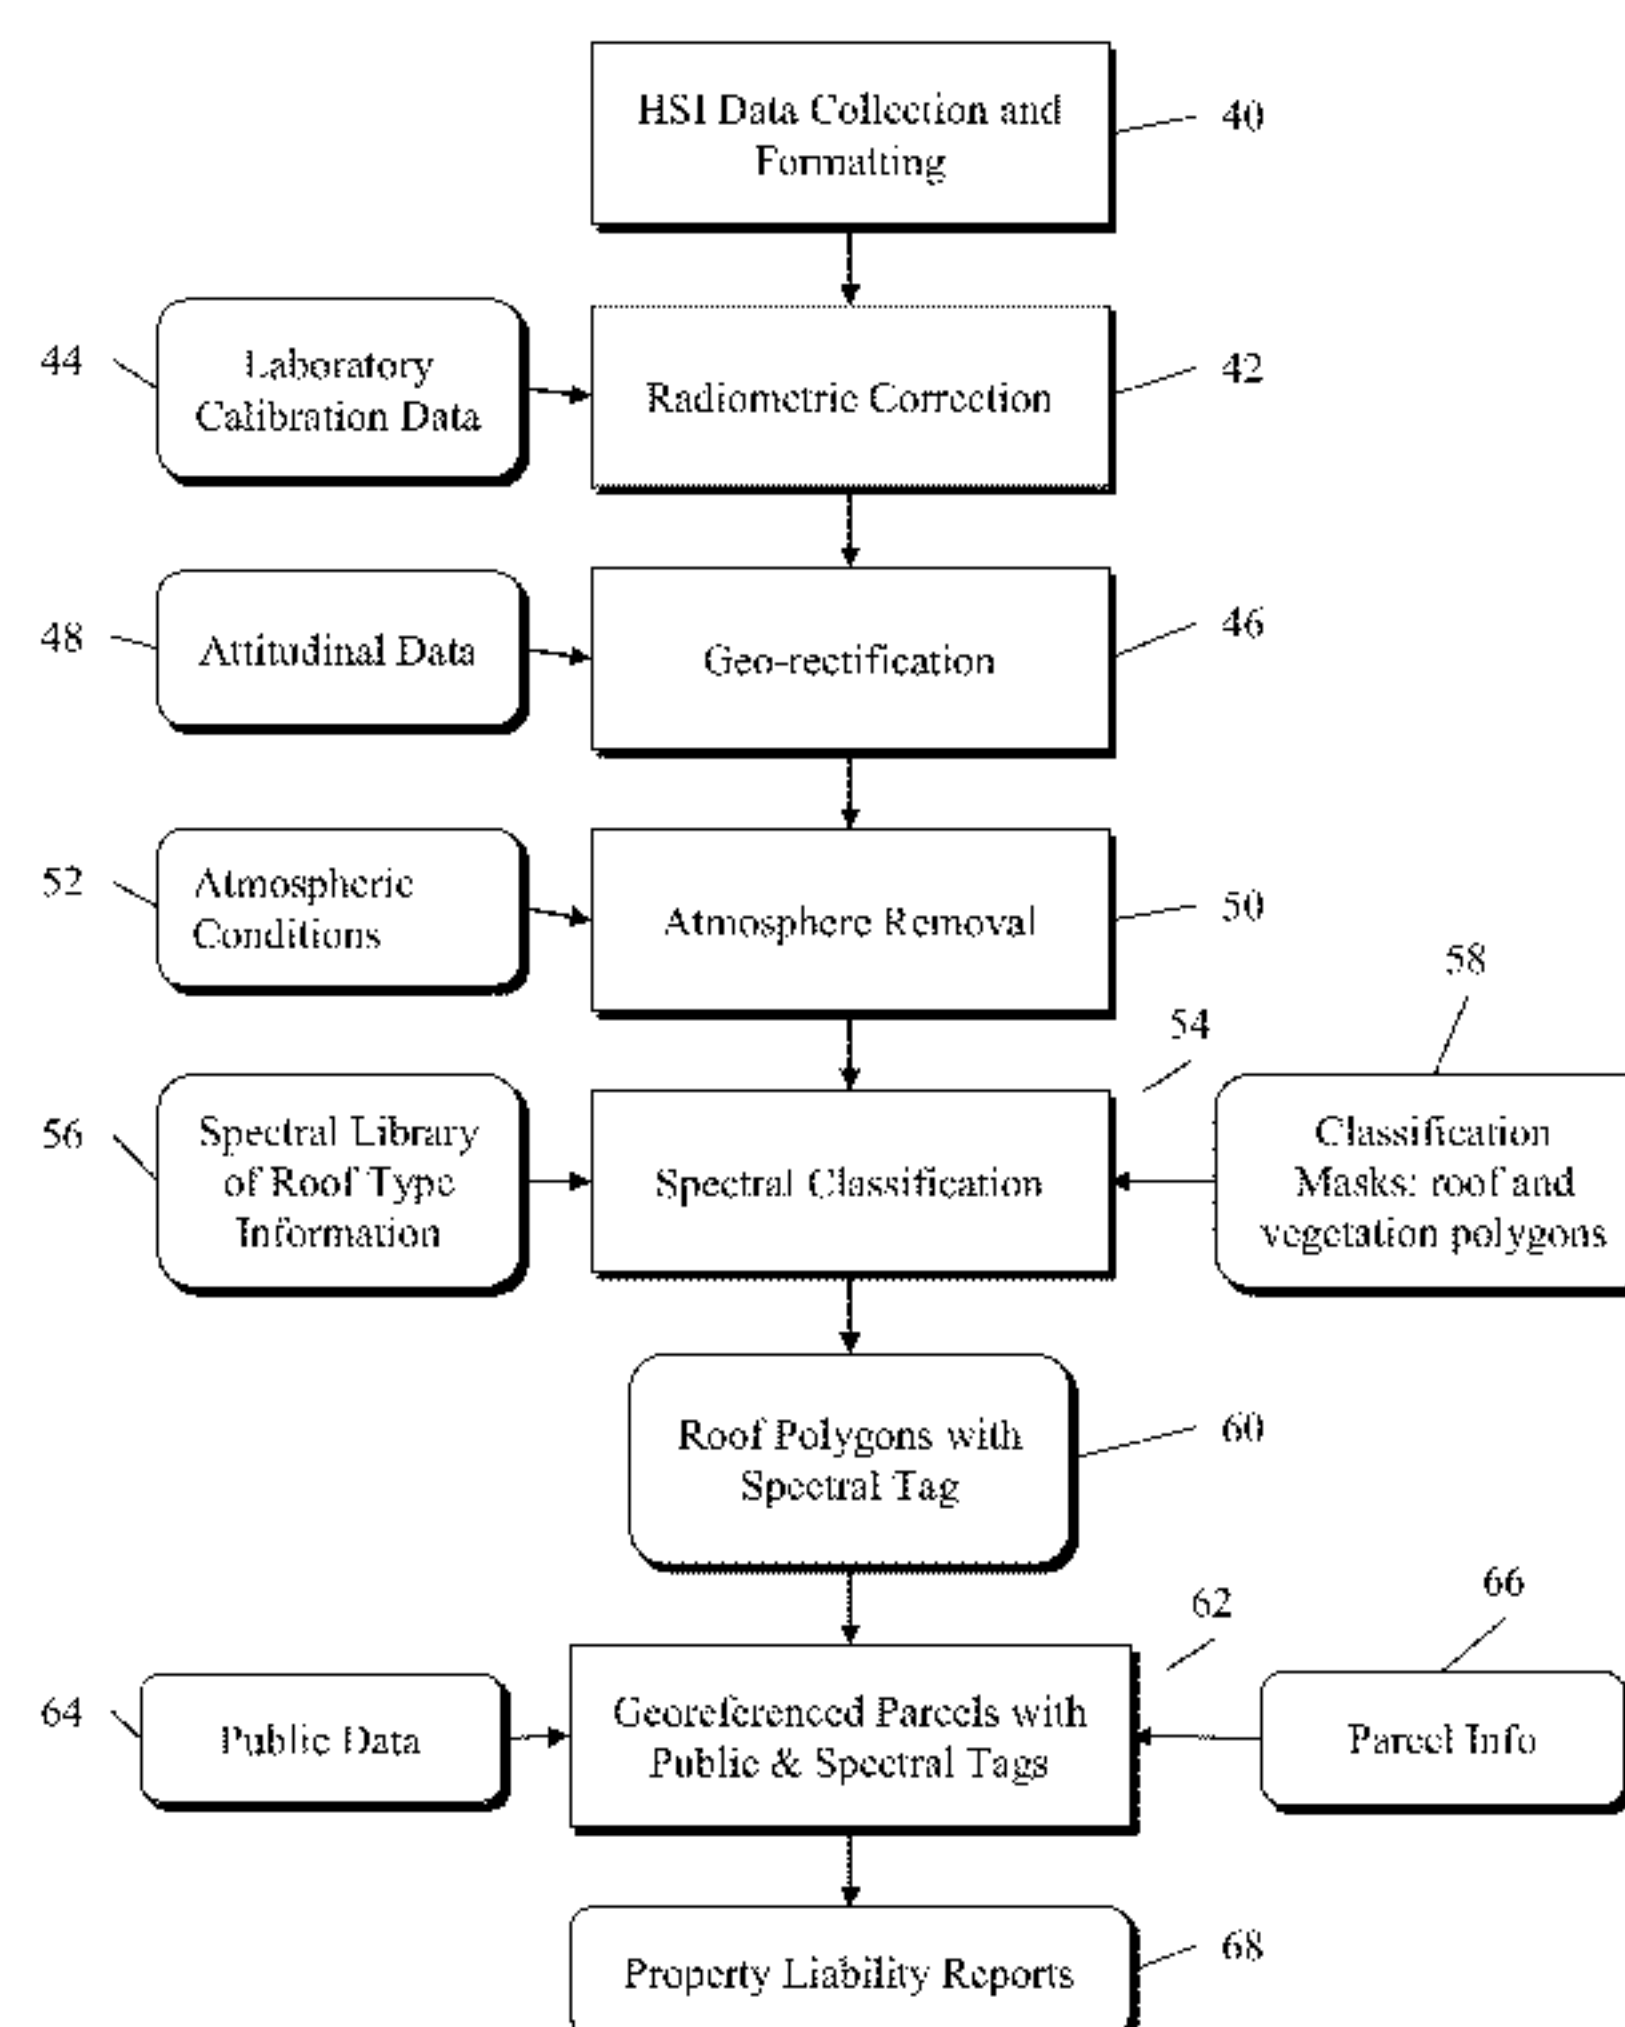 HSI Data Collection and
Formatting
40
44
Laboratory
Calibration Data
Radiometric Correction
42
48
Attitudinal Data
Geo-rectification
46
52
Atmospheric
Conditions
Atmosphere Removal
50
54
58
56
Spectral Library
of Roof Type
Information
Spectral Classification
Classification
Masks: roof and
vegetation polygons
Roof Polygons with
Spectral Tag
60
62
66
64
Public Data
Georeferenced Parcels with
Public & Spectral Tags
Parcel Info
Property Liability Reports
68